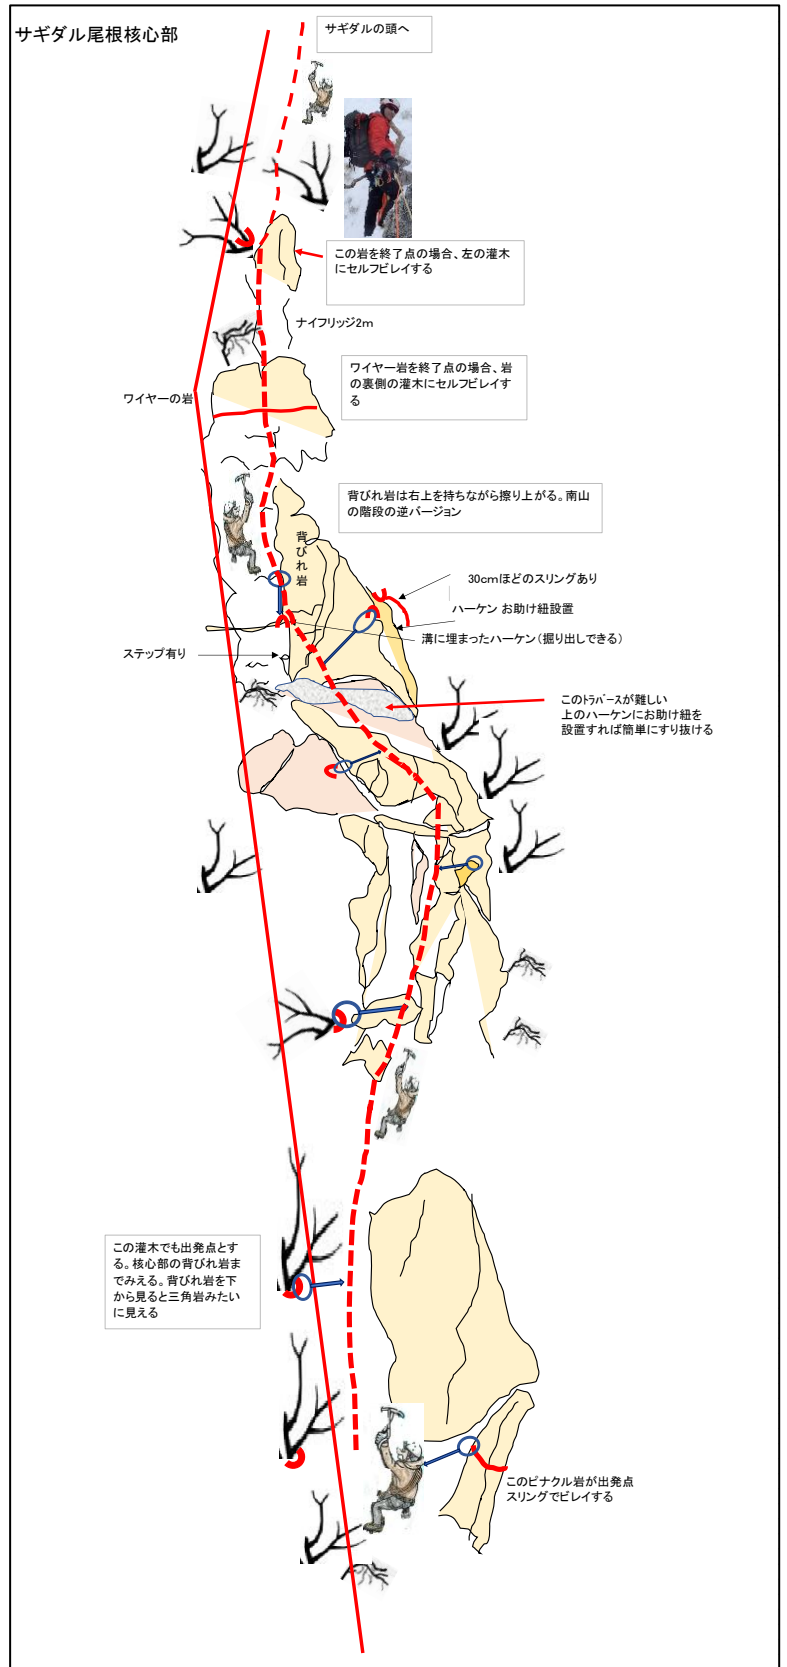 サギダル尾根核心部
サギダルの頭へ
この岩を終了点の場合、左の灌木
にセルフビレイする
ナイフリッジ2m
ワイヤー岩を終了点の場合、岩
の裏側の灌木にセルフビレイす
る
ワイヤーの岩
背びれ岩は右上を持ちながら擦り上がる。南山
の階段の逆バージョン
背びれ岩
30cmほどのスリングあり
ハーケン お助け紐設置
溝に埋まったハーケン(掘り出しできる)
ステップ有り
このトラバースが難しい
上のハーケンにお助け紐を
設置すれば簡単にすり抜ける
この灌木でも出発点とす
る。核心部の背びれ岩ま
でみえる。背びれ岩を下
から見ると三角岩みたい
に見える
このピナクル岩が出発点
スリングでビレイする